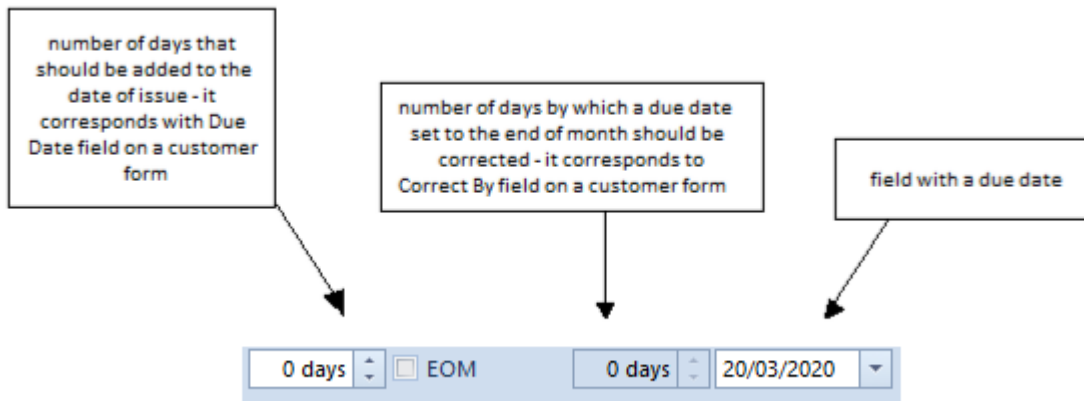 number of days that
should be added to the
date of issue - it
corresponds with Due
Date field on a customer
form
number of days by which a due date
set to the end of month should be
corrected - it corresponds to
Correct By field on a customer form
field with a due date
0 days EOM 0 days 20/03/2020